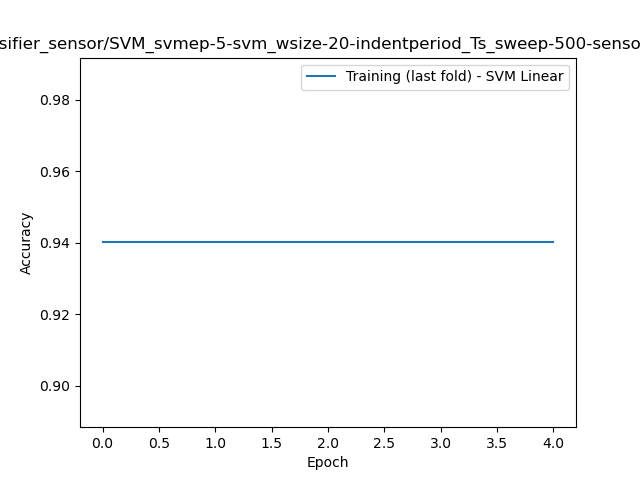 sifier_sensor/SVM_svmep-5-svm_wsize-20-indentperiod_Ts_sweep-500-senso
Training (last fold) - SVM Linear
0.98
0.96
0.94
0.92
0.90
Accuracy
0.0 0.5 1.0 1.5 2.0 2.5 3.0 3.5 4.0
Epoch